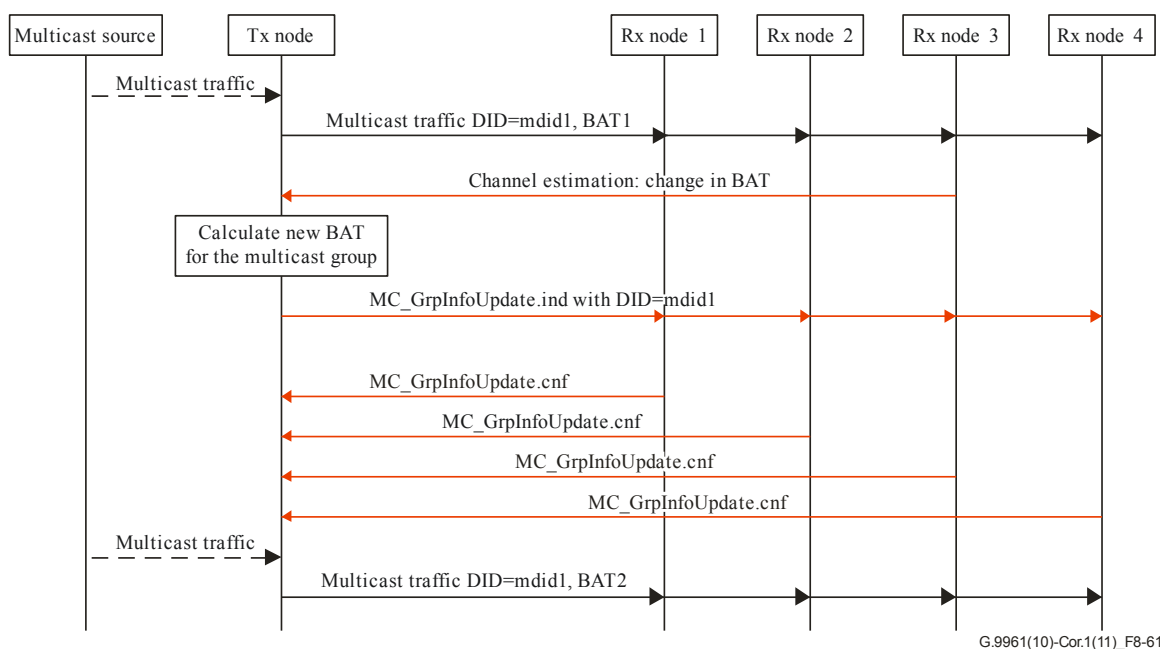 Multicast source
Tx node
Rx node 1
Rx node 2
Rx node 3
Rx node 4
Multicast traffic
Multicast traffic DID=mdid1, BAT1
Channel estimation: change in BAT
Calculate new BAT
for the multicast group
MC_GrpInfoUpdate.ind with DID=mdid1
MC_GrpInfoUpdate.cnf
MC_GrpInfoUpdate.cnf
MC_GrpInfoUpdate.cnf
MC_GrpInfoUpdate.cnf
Multicast traffic
Multicast traffic DID=mdid1, BAT2
G.9961(10)-Cor.1(11)_F8-61